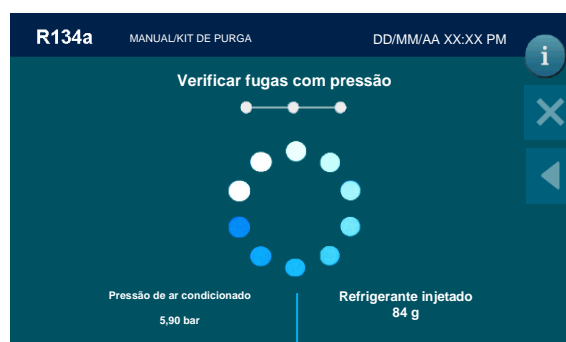 R134a MANUAL/KIT DE PURGA DD/MM/AA XX:XX PM
i
Verificar fugas com pressão
Pressão de ar condicionado
5,90 bar
Refrigerante injetado
84 g